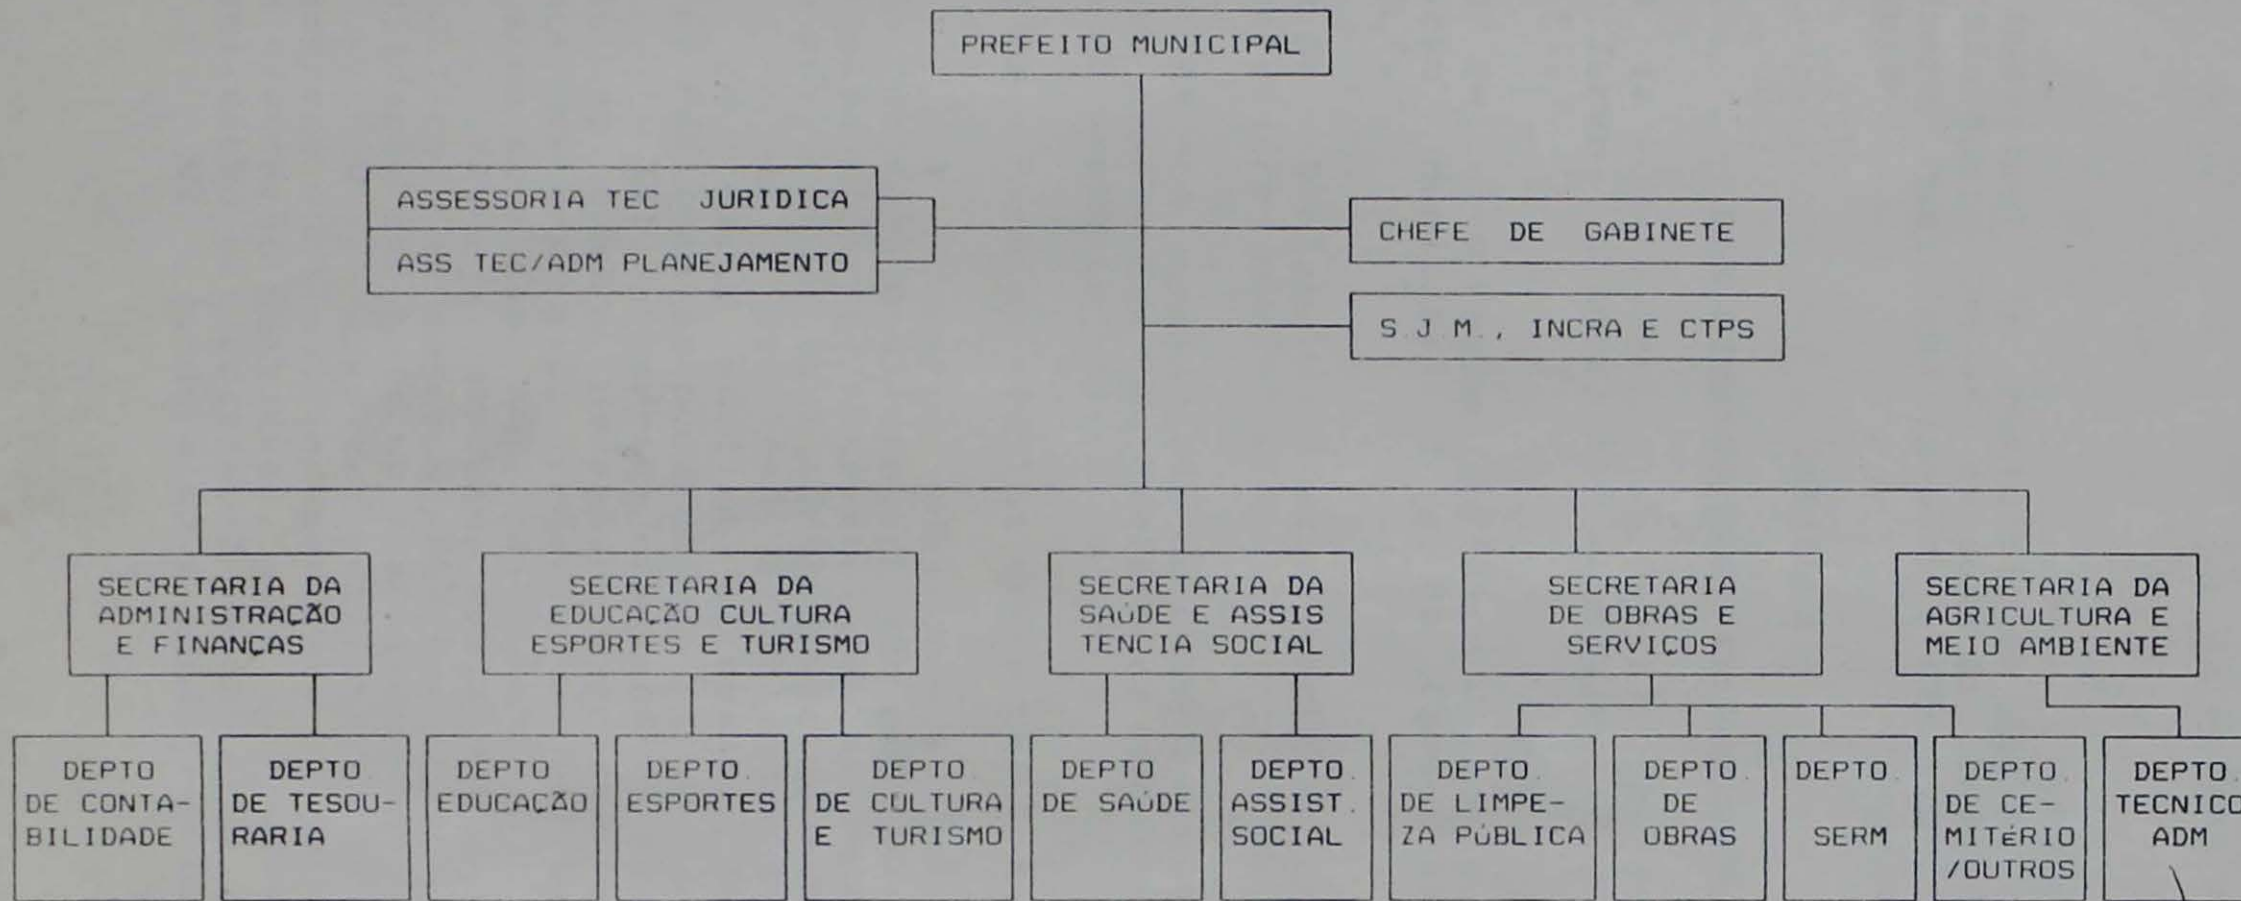 PREFEITO MUNICIPAL
ASSESSORIA TEC JURIDICA
ASS TEC/ADM PLANEJAMENTO
CHEFE DE GABINETE
S.J.M., INCRA E CTPS
SECRETARIA DA
ADMINISTRAÇÃO
E FINANÇAS
SECRETARIA DA
EDUCAÇÃO CULTURA
ESPORTES E TURISMO
SECRETARIA DA
SAÚDE E ASSIS
TENCIA SOCIAL
SECRETARIA
DE OBRAS E
SERVIÇOS
SECRETARIA DA
AGRICULTURA E
MEIO AMBIENTE
DEPTO
DE CONTA-
BILIDADE
DEPTO.
DE TESOU-
RARIA
DEPTO
EDUCAÇÃO
DEPTO.
ESPORTES
DEPTO
DE CULTURA
E TURISMO
DEPTO
DE SAÚDE
DEPTO.
ASSIST.
SOCIAL
DEPTO.
DE LIMPE-
ZA PÚBLICA
DEPTO.
DE
OBRAS
DEPTO.
SERM
DEPTO.
DE CE-
MITÉRIO
/OUTROS
DEPTO.
TECNICO
ADM